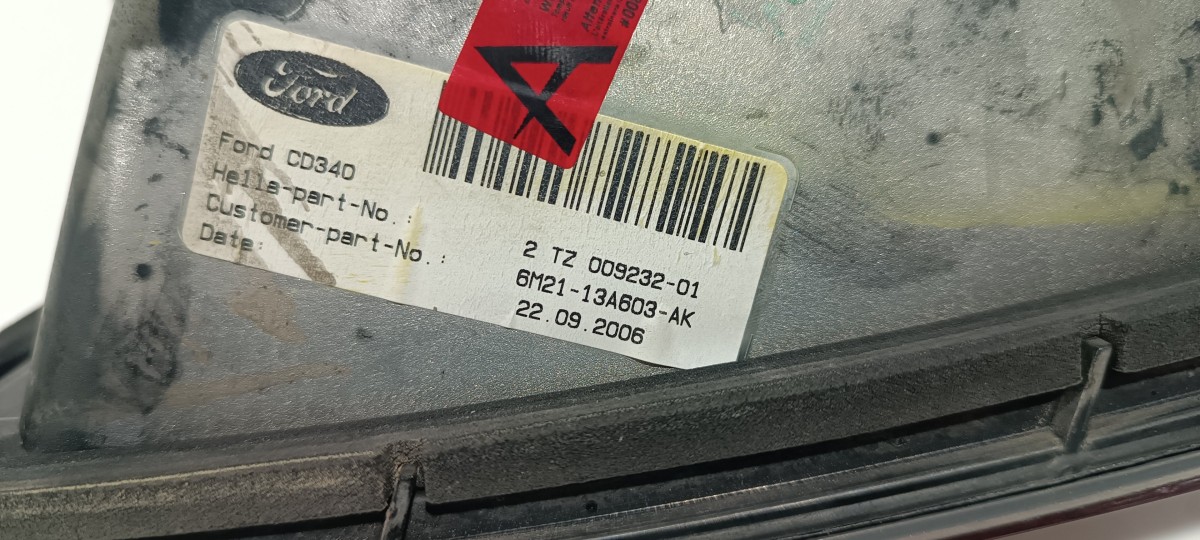 Ford
A
Ford CD340
Hella-part-No.: 2 TZ 009232-01
Customer-part-No.: 6M21-13A603-AK
Date: 22.09.2006